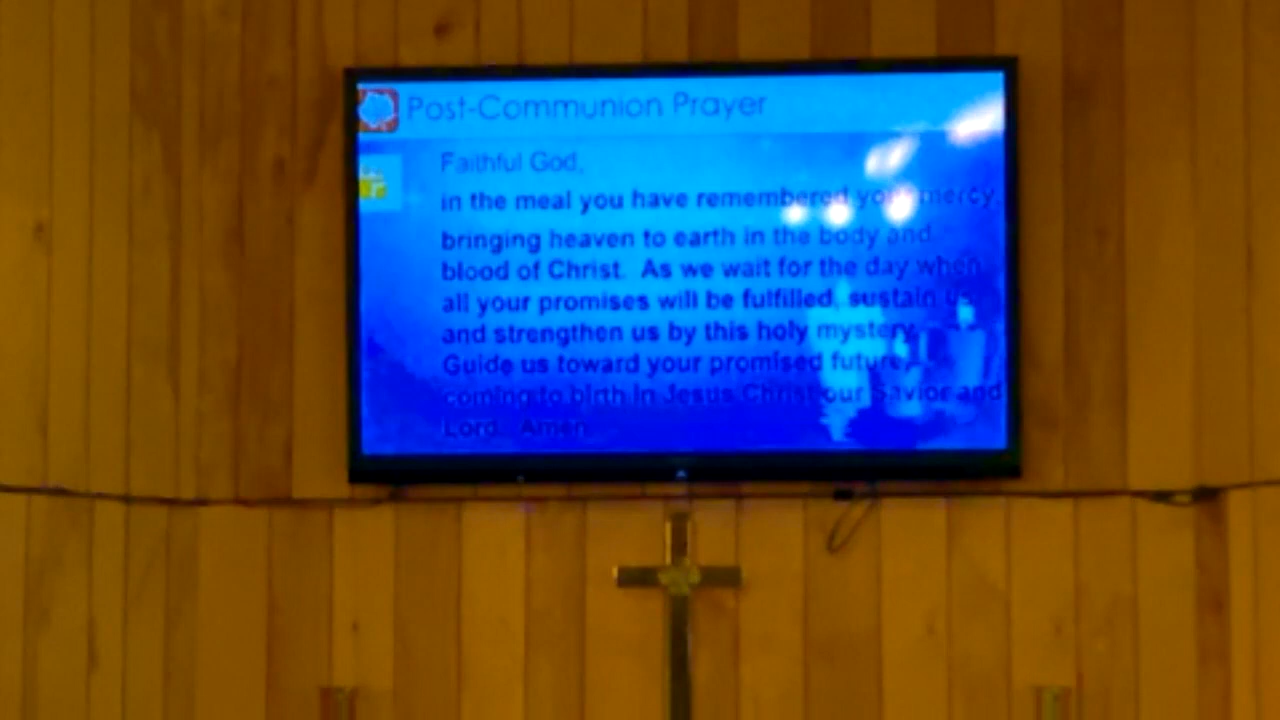 Post-Communion Prayer
Faithful God,
in the meal you have remembered your mercy,
bringing heaven to earth in the body and
blood of Christ. As we wait for the day when
all your promises will be fulfilled, sustain us
and strengthen us by this holy mystery.
Guide us toward your promised future,
coming to birth in Jesus Christ our Savior and
Lord. Amen